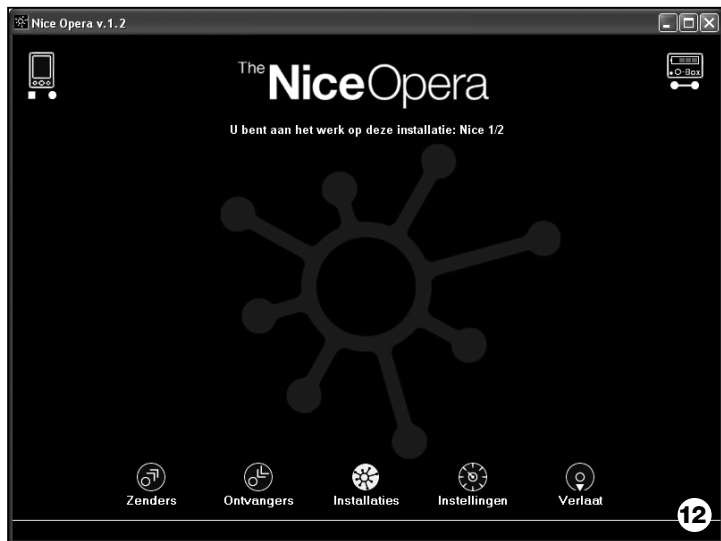 Nice Opera v.1.2
The NiceOpera
O-Box
U bent aan het werk op deze installatie: Nice 1/2
Zenders Ontvangers Installaties Instellingen Verlaat
12